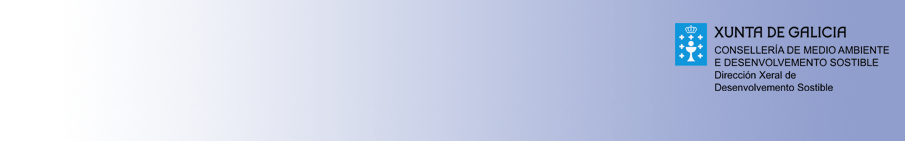 XUNTA DE GALICIA
CONSELLERÍA DE MEDIO AMBIENTE
E DESENVOLVEMENTO SOSTIBLE
Dirección Xeral de
Desenvolvemento Sostible